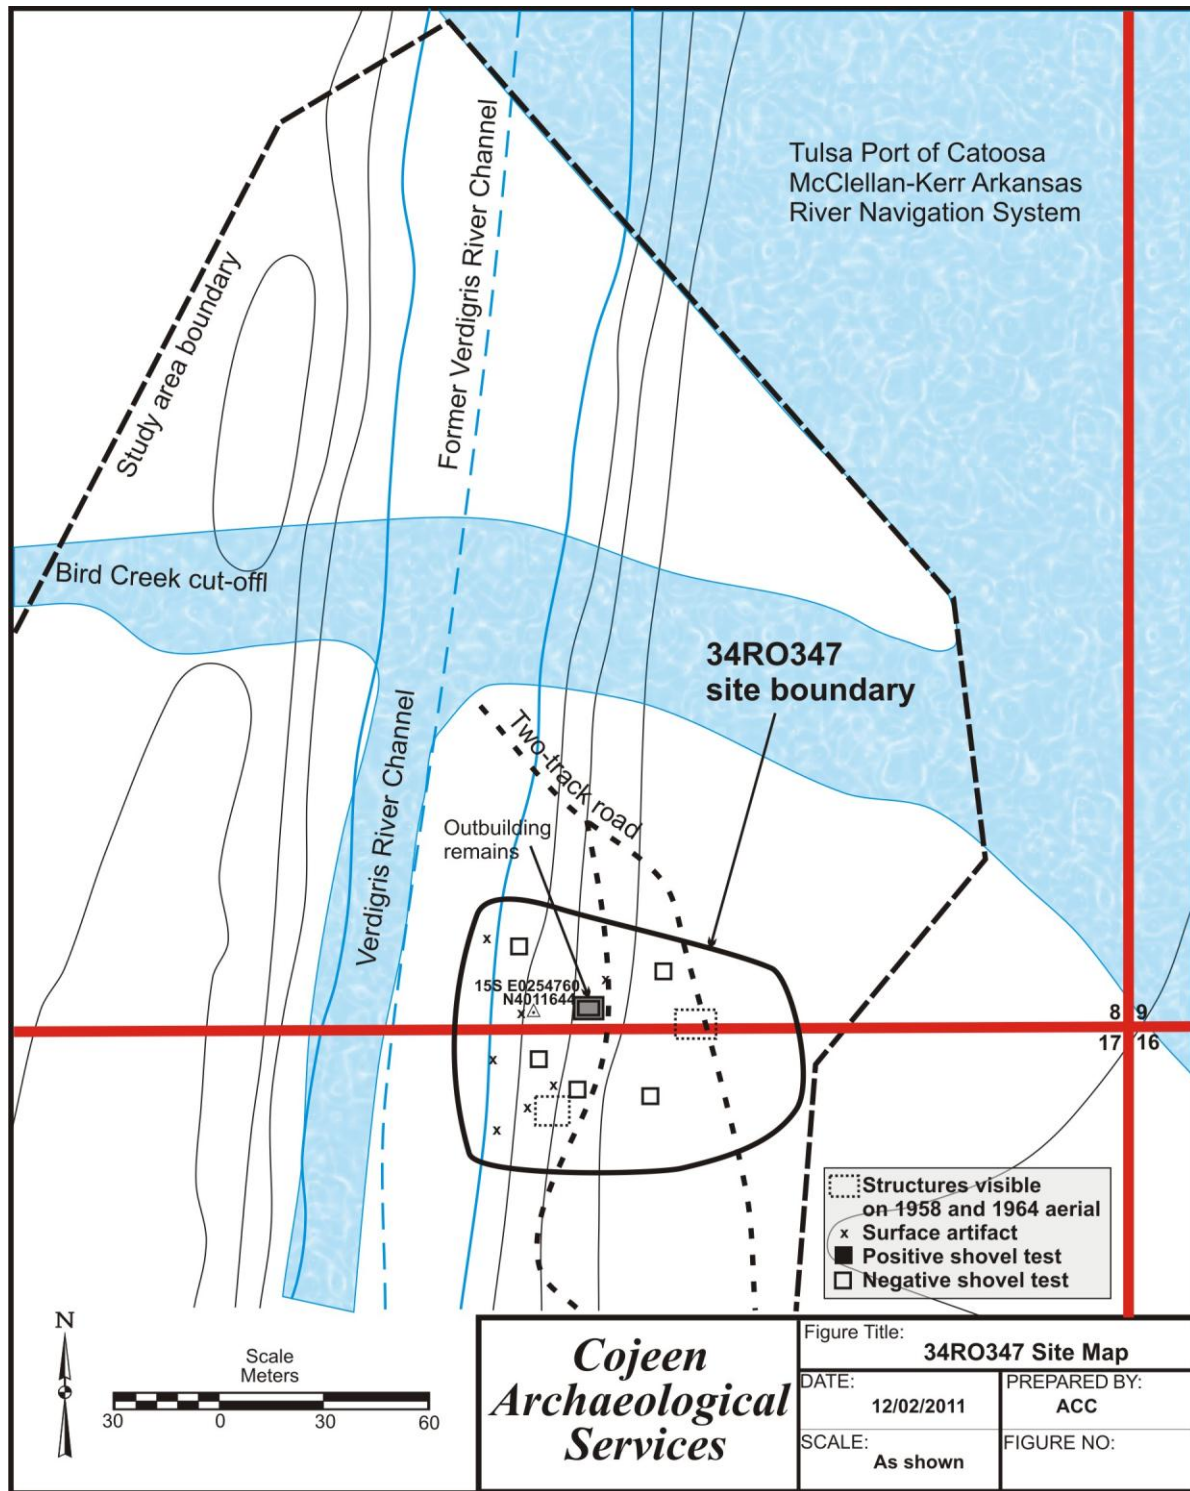 Tulsa Port of Catoosa
McClellan-Kerr Arkansas
River Navigation System
Study area boundary
Former Verdigris River Channel
Bird Creek cut-offl
34RO347
site boundary
Two-track road
Verdigris River Channel
Outbuilding
remains
x
15S E0254760
x
N4011644
x
8 9
17 16
x
x
x
x
Structures visible
on 1958 and 1964 aerial
x Surface artifact
Positive shovel test
Negative shovel test
N
Scale
Meters
30 0 30 60
Cojeen
Archaeological
Services
Figure Title:
34RO347 Site Map
DATE:
12/02/2011
PREPARED BY:
ACC
SCALE:
As shown
FIGURE NO: